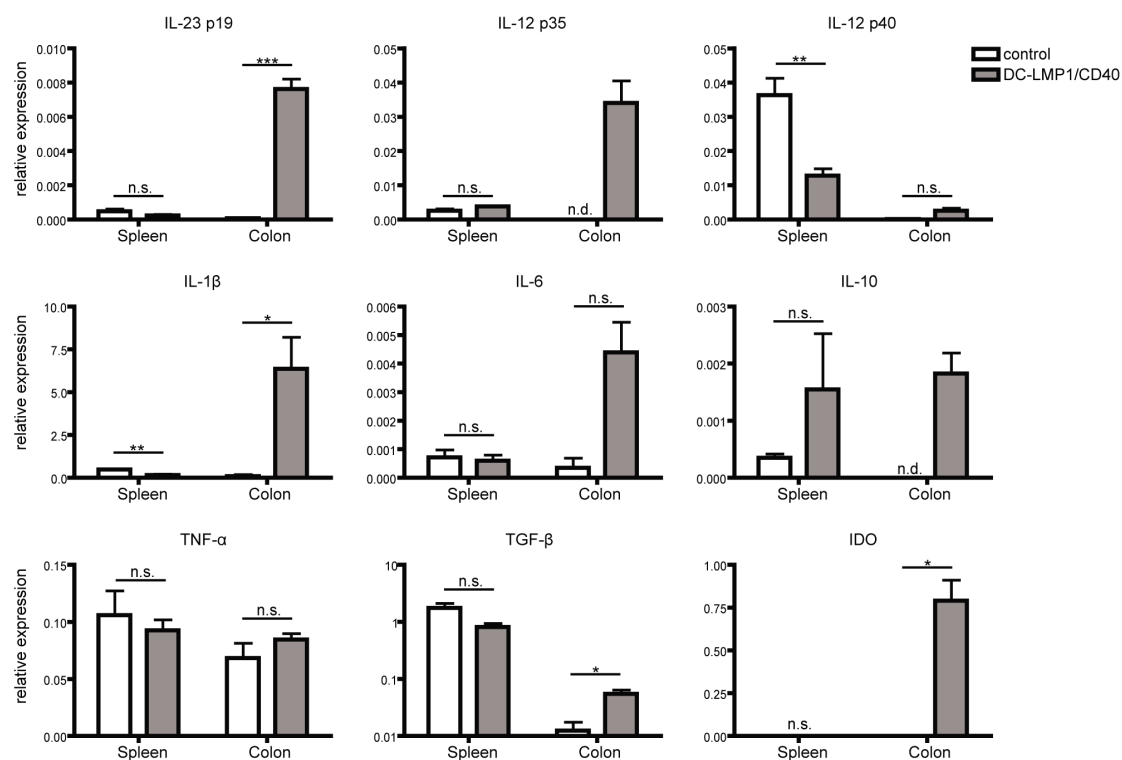 IL-23 p19
IL-12 p35
IL-12 p40
control
DC-LMP1/CD40
relative expression
0.010
0.008
0.006
0.004
0.002
0.000
***
n.s.
Spleen
Colon
0.05
0.04
0.03
0.02
0.01
0.00
n.s.
n.d.
Spleen
Colon
0.05
0.04
0.03
0.02
0.01
0.00
**
n.s.
Spleen
Colon
IL-1β
IL-6
IL-10
relative expression
10.0
7.5
5.0
2.5
0.0
*
**
Spleen
Colon
0.006
0.005
0.004
0.003
0.002
0.001
0.000
n.s.
n.s.
Spleen
Colon
0.003
0.002
0.001
0.000
n.s.
n.d.
Spleen
Colon
TNF-α
TGF-β
IDO
relative expression
0.15
0.10
0.05
0.00
n.s.
n.s.
Spleen
Colon
10
1
0.1
0.01
n.s.
*
Spleen
Colon
1.00
0.75
0.50
0.25
0.00
*
n.s.
Spleen
Colon